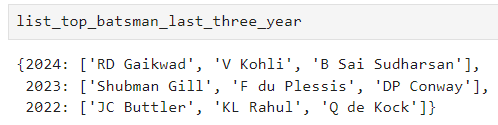 list_top_batsman_last_three_year
{2024: ['RD Gaikwad', 'V Kohli', 'B Sai Sudharsan'],
2023: ['Shubman Gill', 'F du Plessis', 'DP Conway'],
2022: ['JC Buttler', 'KL Rahul', 'Q de Kock']}